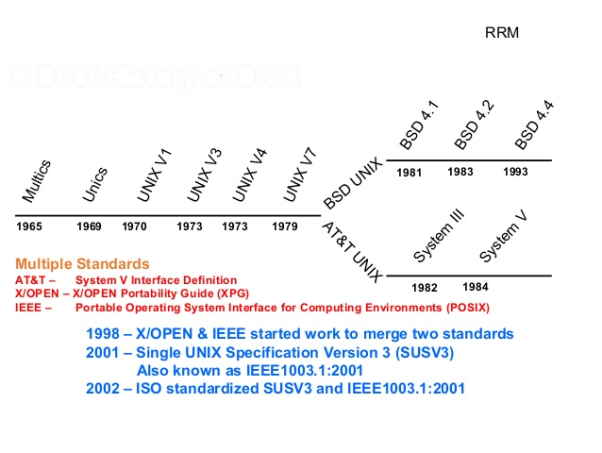 RRM
A Brief History of UNIX
Multics Unics UNIX V1 UNIX V3 UNIX V4 UNIX V7
1965 1969 1970 1973 1973 1979
BSD UNIX
BSD 4.1 BSD 4.2 BSD 4.4
1981 1983 1993
AT&T UNIX
System III System V
1982 1984
Multiple Standards
AT&T – System V Interface Definition
X/OPEN – X/OPEN Portability Guide (XPG)
IEEE – Portable Operating System Interface for Computing Environments (POSIX)
1998 – X/OPEN & IEEE started work to merge two standards
2001 – Single UNIX Specification Version 3 (SUSV3)
Also known as IEEE1003.1:2001
2002 – ISO standardized SUSV3 and IEEE1003.1:2001